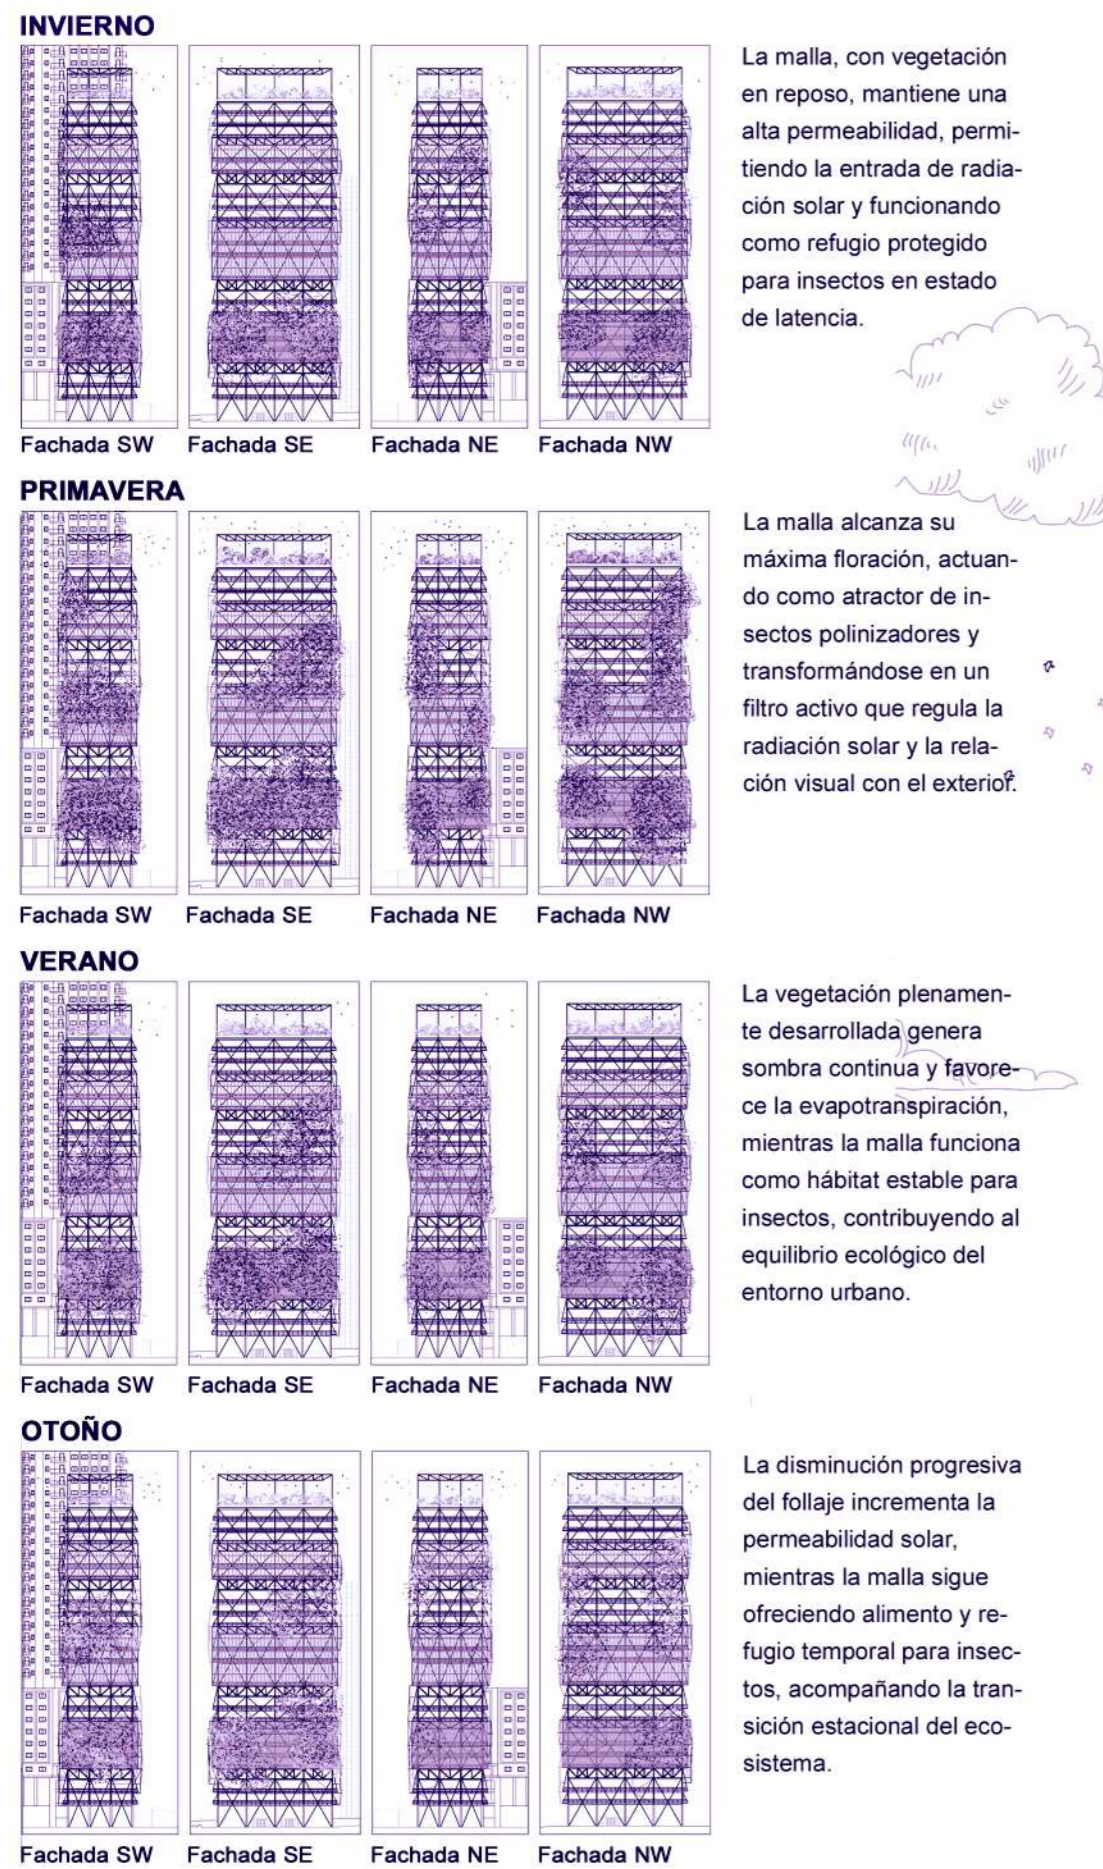 INVIERNO
La malla, con vegetación
en reposo, mantiene una
alta permeabilidad, permi-
tiendo la entrada de radia-
ción solar y funcionando
como refugio protegido
para insectos en estado
de latencia.
Fachada SW
Fachada SE
Fachada NE
Fachada NW
PRIMAVERA
La malla alcanza su
máxima floración, actuan-
do como atractor de in-
sectos polinizadores y
transformándose en un
filtro activo que regula la
radiación solar y la rela-
ción visual con el exterior.
Fachada SW
Fachada SE
Fachada NE
Fachada NW
VERANO
La vegetación plenamen-
te desarrollada genera
sombra continua y favore-
ce la evapotranspiración,
mientras la malla funciona
como hábitat estable para
insectos, contribuyendo al
equilibrio ecológico del
entorno urbano.
Fachada SW
Fachada SE
Fachada NE
Fachada NW
OTOÑO
La disminución progresiva
del follaje incrementa la
permeabilidad solar,
mientras la malla sigue
ofreciendo alimento y re-
fugio temporal para insec-
tos, acompañando la tran-
sición estacional del eco-
sistema.
Fachada SW
Fachada SE
Fachada NE
Fachada NW